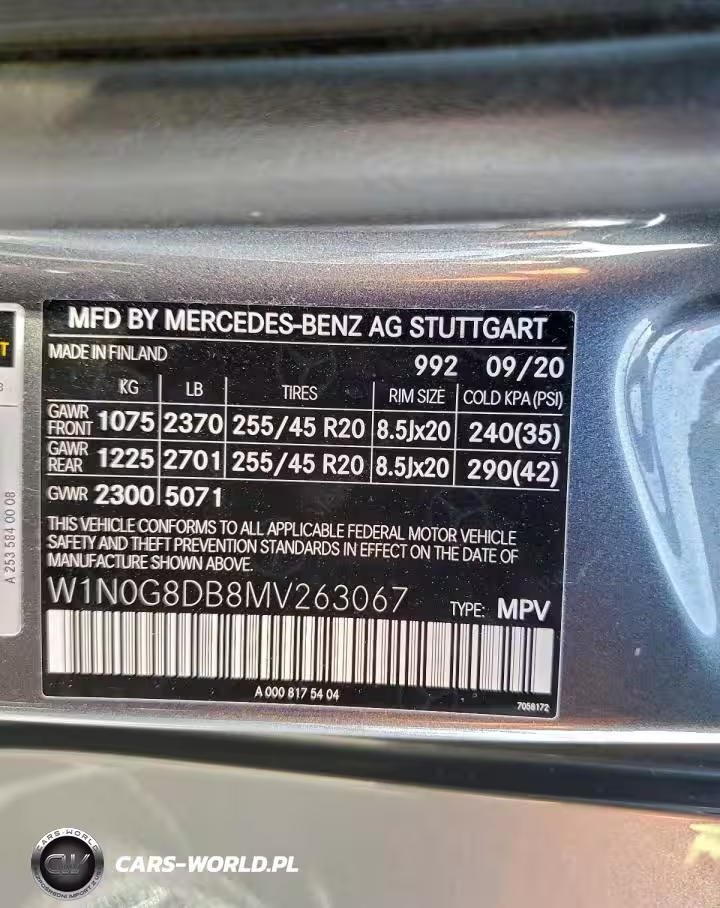 MFD BY MERCEDES-BENZ AG STUTTGART
MADE IN FINLAND 992 09/20
KG LB TIRES RIM SIZE COLD KPA (PSI)
GAWR FRONT 1075 2370 255/45 R20 8.5Jx20 240(35)
GAWR REAR 1225 2701 255/45 R20 8.5Jx20 290(42)
GVWR 2300 5071
THIS VEHICLE CONFORMS TO ALL APPLICABLE FEDERAL MOTOR VEHICLE
SAFETY AND THEFT PREVENTION STANDARDS IN EFFECT ON THE DATE OF
MANUFACTURE SHOWN ABOVE.
W1N0G8DB8MV263067 TYPE: MPV
A 000 817 54 04
7058172
A 253 584 00 08
CARS-WORLD
CW
CARS-WORLD.PL